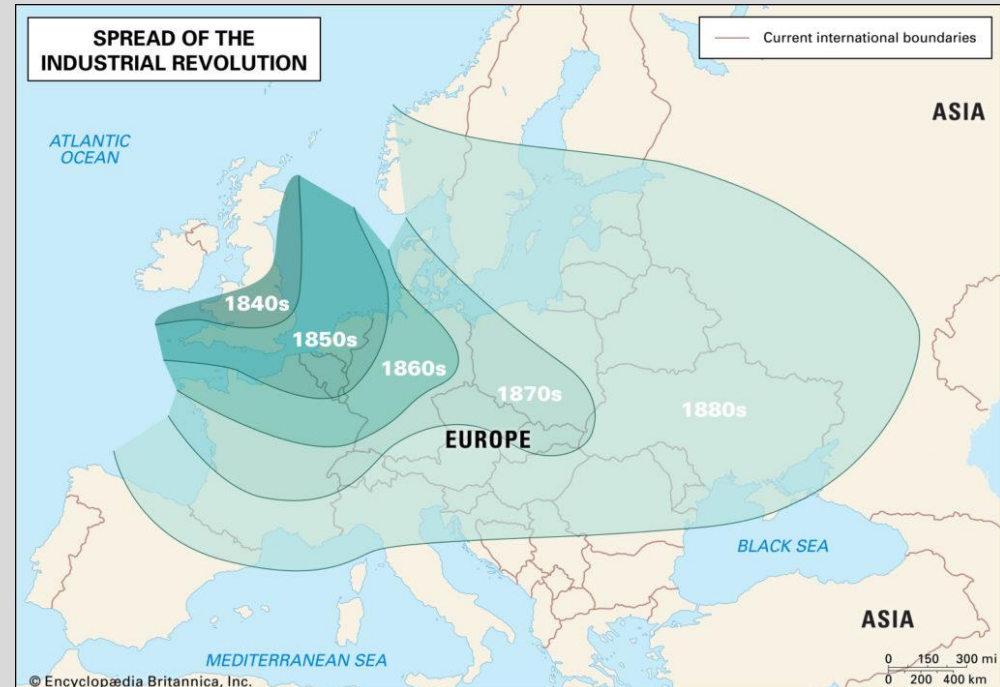 SPREAD OF THE
INDUSTRIAL REVOLUTION
Current international boundaries
ASIA
ATLANTIC
OCEAN
1840s
1850s
1860s
1870s
1880s
EUROPE
BLACK SEA
ASIA
MEDITERRANEAN SEA
0 150 300 mi
0 200 400 km
© Encyclopædia Britannica, Inc.